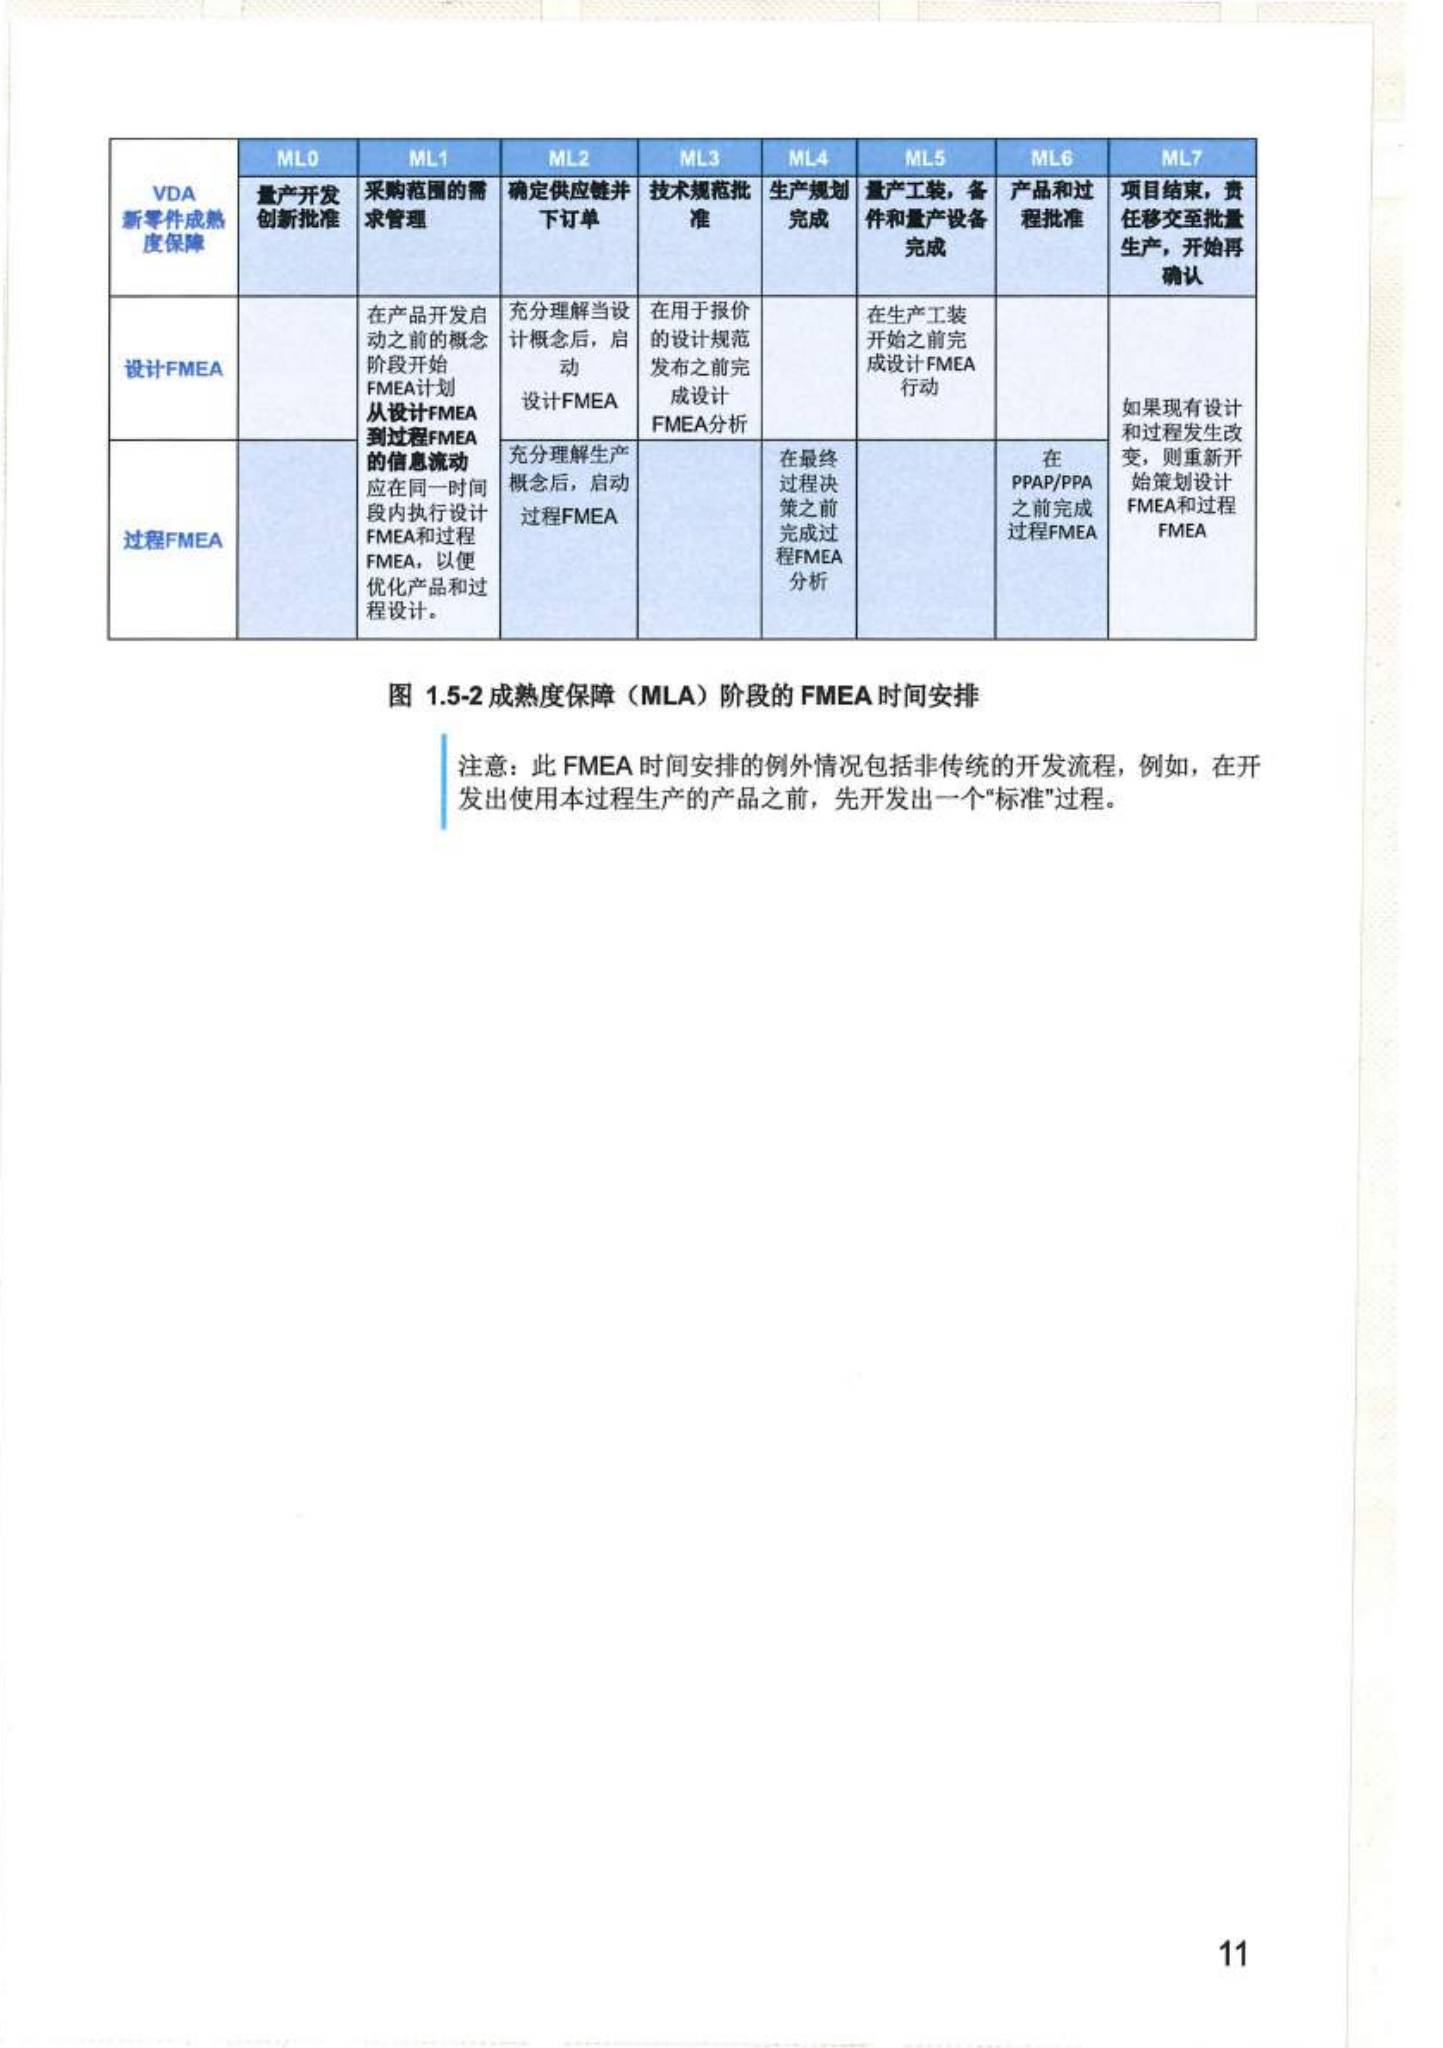 VDA
新零件成熟
度保障
ML0
ML1
ML2
ML3
ML4
ML5
ML6
ML7
量产开发
创新批准
采购范围的需
求管理
确定供应链并
下订单
技术规范批
准
生产规划
完成
量产工装，备
件和量产设备
完成
产品和过
程批准
项目结束，责
任移交至批量
生产，开始再
确认
设计FMEA
在产品开发启
动之前的概念
阶段开始
FMEA计划
从设计FMEA
到过程FMEA
的信息流动
应在同一时间
段内执行设计
FMEA和过程
FMEA，以便
优化产品和过
程设计。
充分理解当设
计概念后，启
动
设计FMEA
在用于报价
的设计规范
发布之前完
成设计
FMEA分析
在生产工装
开始之前完
成设计FMEA
行动
如果现有设计
和过程发生改
变，则重新开
始策划设计
FMEA和过程
FMEA
过程FMEA
充分理解生产
概念后，启动
过程FMEA
在最终
过程决
策之前
完成过
程FMEA
分析
在
PPAP/PPA
之前完成
过程FMEA
图 1.5-2 成熟度保障（MLA）阶段的 FMEA 时间安排
注意：此 FMEA 时间安排的例外情况包括非传统的开发流程，例如，在开
发出使用本过程生产的产品之前，先开发出一个“标准”过程。
11